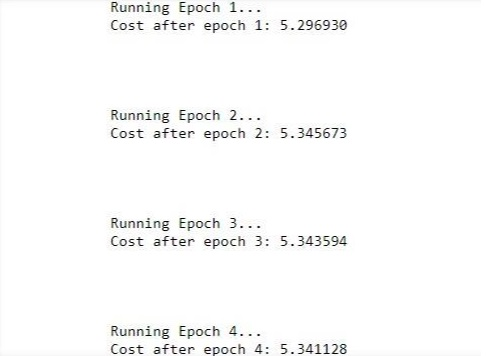 Running Epoch 1...
Cost after epoch 1: 5.296930
Running Epoch 2...
Cost after epoch 2: 5.345673
Running Epoch 3...
Cost after epoch 3: 5.343594
Running Epoch 4...
Cost after epoch 4: 5.341128